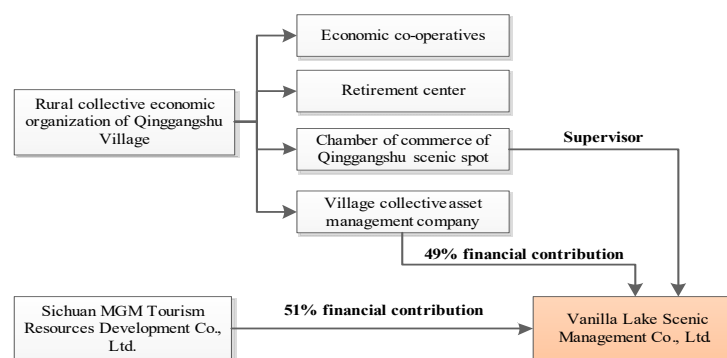 Economic co-operatives
Retirement center
Rural collective economic
organization of Qinggangshu
Village
Chamber of commerce of
Qinggangshu scenic spot
Supervisor
Village collective asset
management company
49% financial contribution
Sichuan MGM Tourism
Resources Development Co.,
Ltd.
51% financial contribution
Vanilla Lake Scenic
Management Co., Ltd.